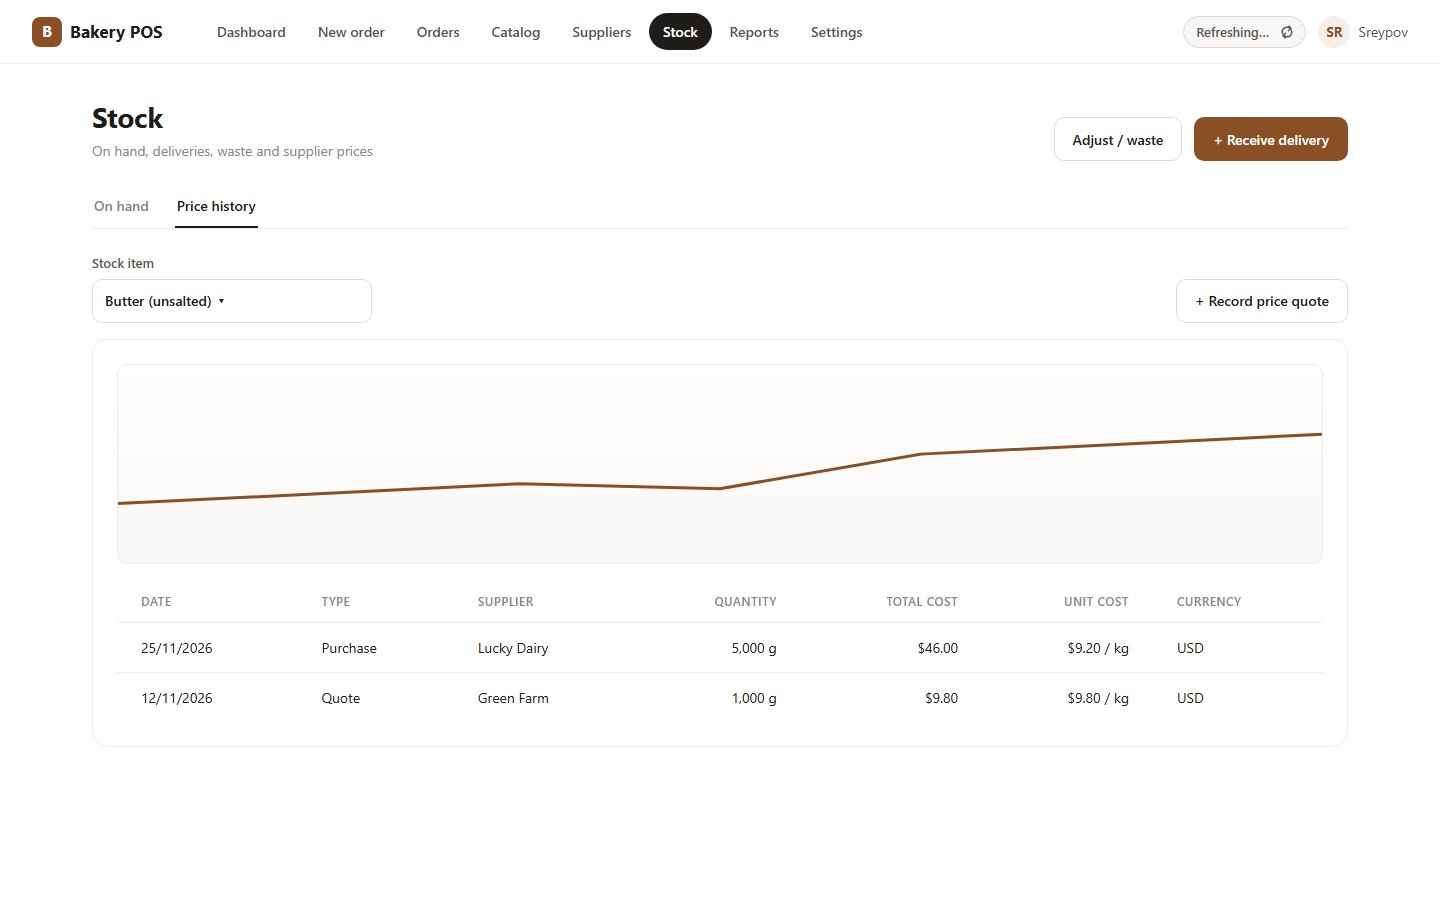 B Bakery POS Dashboard New order Orders Catalog Suppliers Stock Reports Settings Refreshing... SR Sreypov
Stock
On hand, deliveries, waste and supplier prices
Adjust / waste + Receive delivery
On hand Price history
Stock item
Butter (unsalted) ▾ + Record price quote
DATE TYPE SUPPLIER QUANTITY TOTAL COST UNIT COST CURRENCY
25/11/2026 Purchase Lucky Dairy 5,000 g $46.00 $9.20 / kg USD
12/11/2026 Quote Green Farm 1,000 g $9.80 $9.80 / kg USD